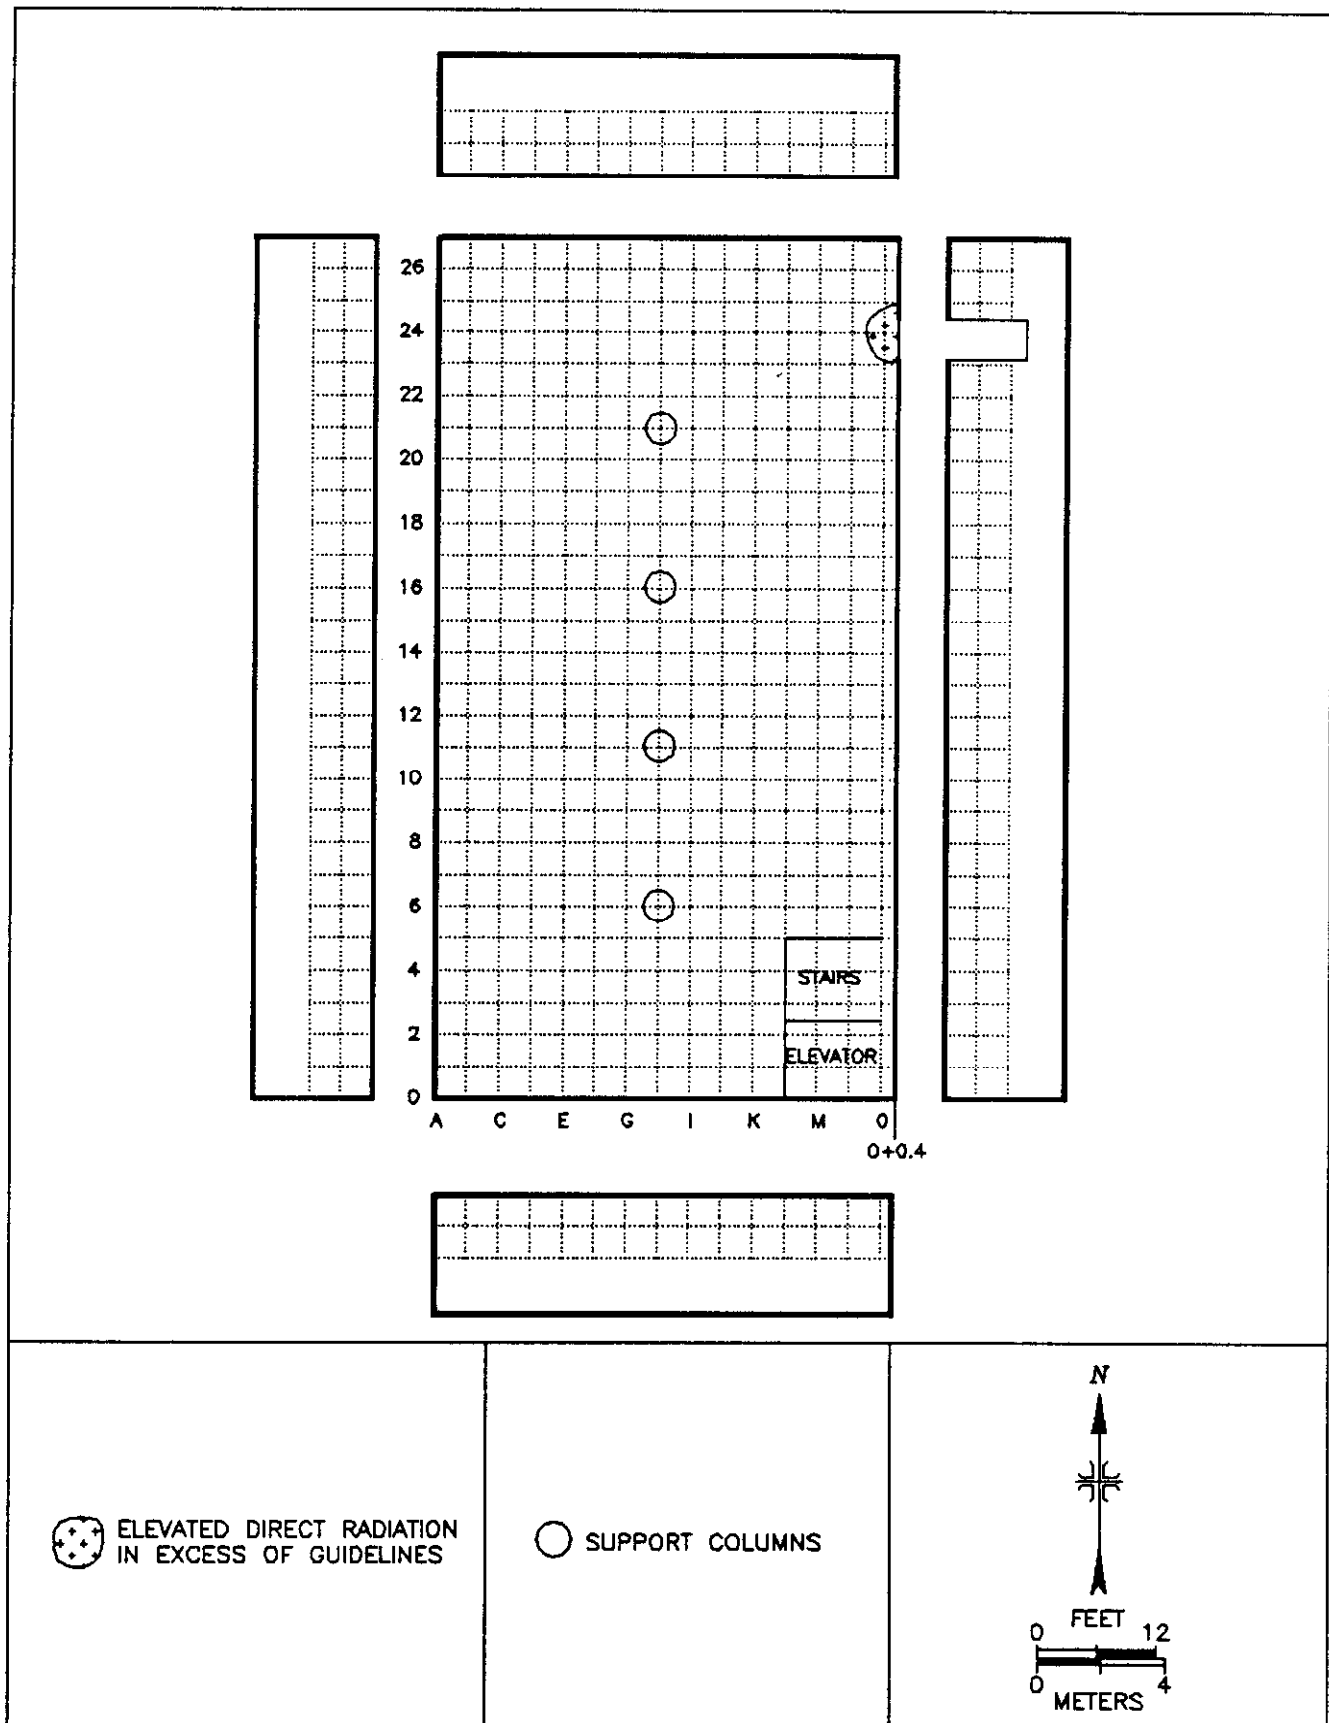 26
24
22
20
18
16
14
12
10
8
6
4
2
0
STAIRS
ELEVATOR
A C E G I K M O
O+0.4
ELEVATED DIRECT RADIATION
IN EXCESS OF GUIDELINES
SUPPORT COLUMNS
N
FEET
0 12
0 4
METERS